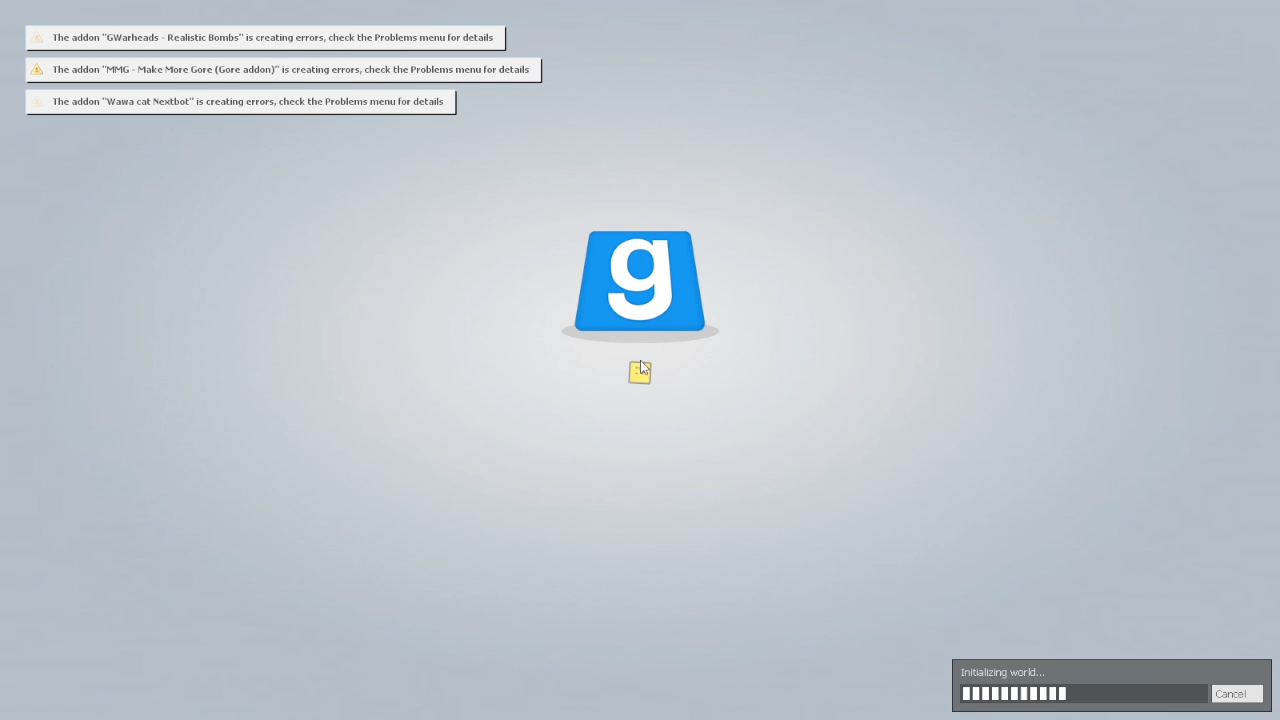 The addon "GWarheads - Realistic Bombs" is creating errors, check the Problems menu for details
The addon "MMG - Make More Gore (Gore addon)" is creating errors, check the Problems menu for details
The addon "Wawa cat Nextbot" is creating errors, check the Problems menu for details
g
Initializing world...
Cancel